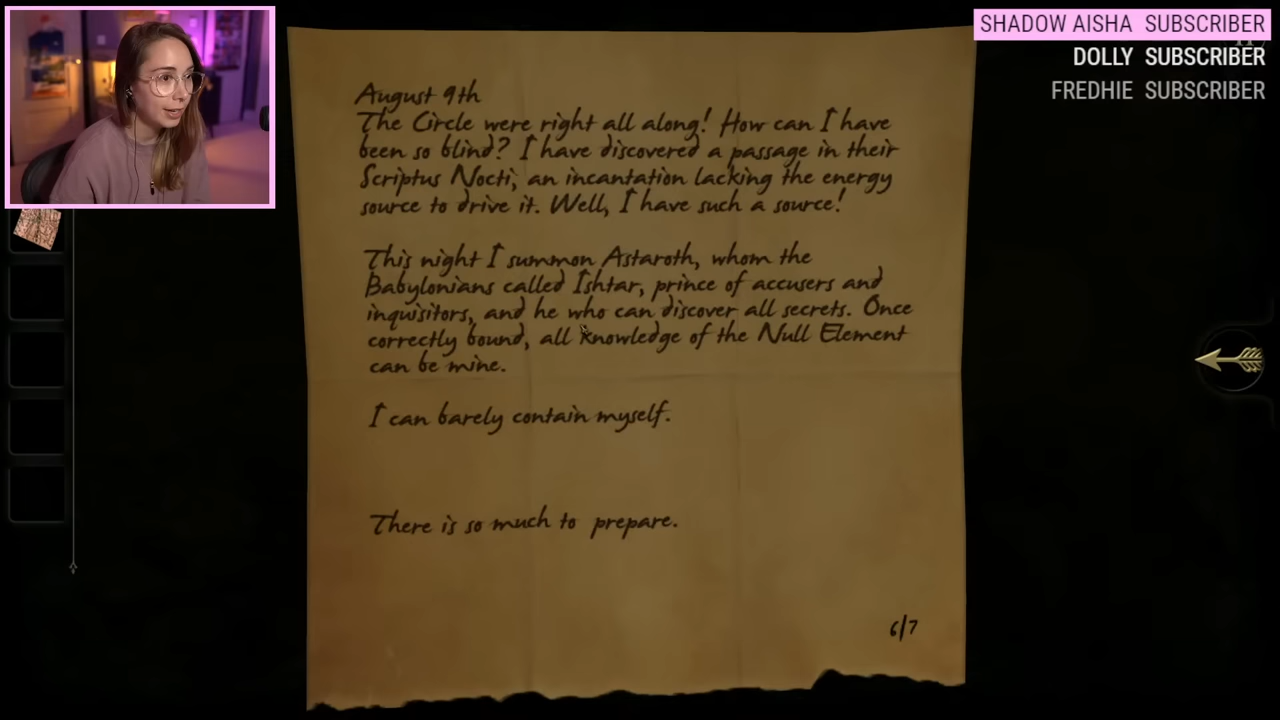 SHADOW AISHA SUBSCRIBER
DOLLY SUBSCRIBER
FREDHIE SUBSCRIBER
August 9th
The Circle were right all along! How can I have
been so blind? I have discovered a passage in their
Scriptus Nocti, an incantation lacking the energy
source to drive it. Well, I have such a source!
This night I summon Astaroth, whom the
Babylonians called Ishtar, prince of accusers and
inquisitors, and he who can discover all secrets. Once
correctly bound, all knowledge of the Null Element
can be mine.
I can barely contain myself.
There is so much to prepare.
6/7